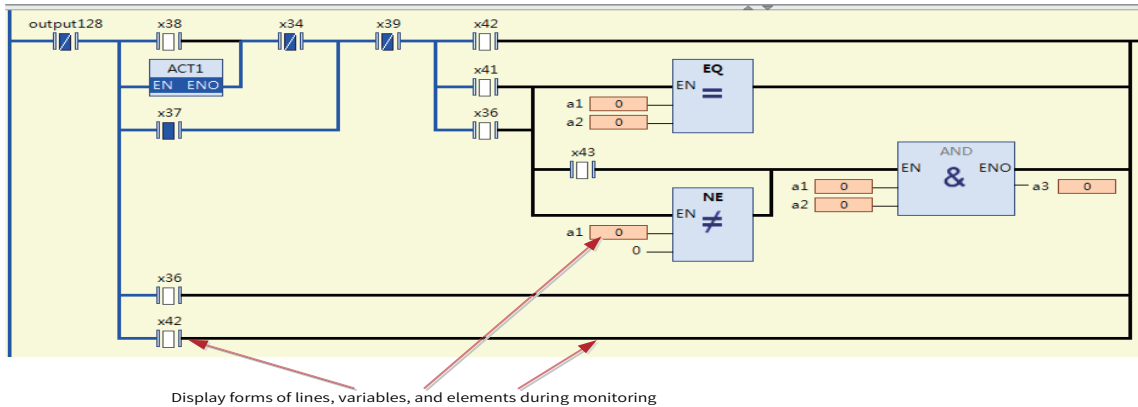 output128 x38 x34 x39 x42
ACT1
EN ENO
x41
EQ
EN =
a1 0
a2 0
x37
x36
x43
AND
EN ENO
&
a1 0
a2 0
a3 0
NE
EN ≠
a1 0
0
x36
x42
Display forms of lines, variables, and elements during monitoring